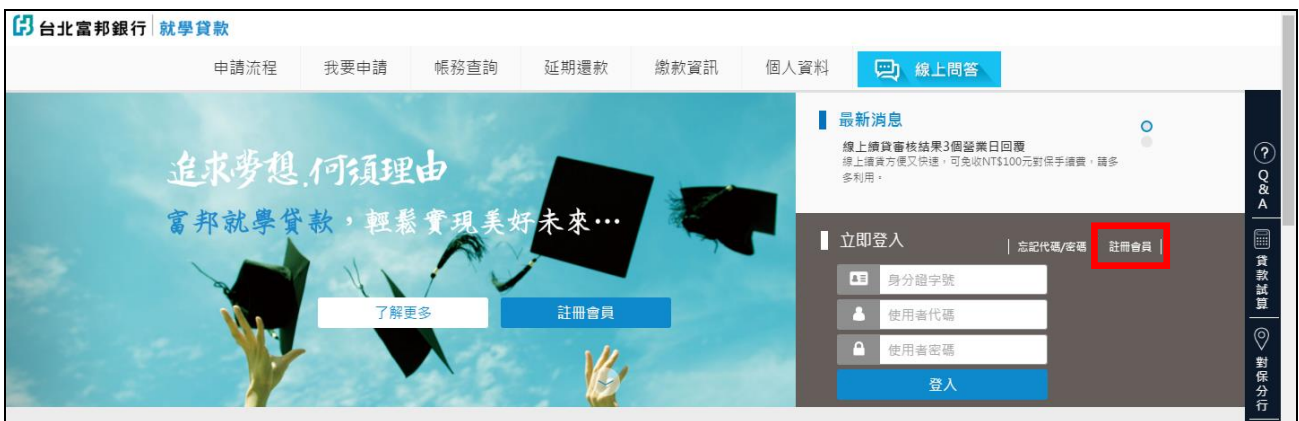 台北富邦銀行 就學貸款
申請流程 我要申請 帳務查詢 延期還款 繳款資訊 個人資料 線上問答
追求夢想.何須理由
富邦就學貸款，輕鬆實現美好未來…
了解更多 註冊會員
最新消息
線上續貸審核結果3個營業日回覆
線上續貸方便又快速，可免收NT$100元對保手續費，請多
多利用。
立即登入 | 忘記代碼/密碼 註冊會員 |
身分證字號
使用者代碼
使用者密碼
登入
Q&A
貸款試算
對保分行